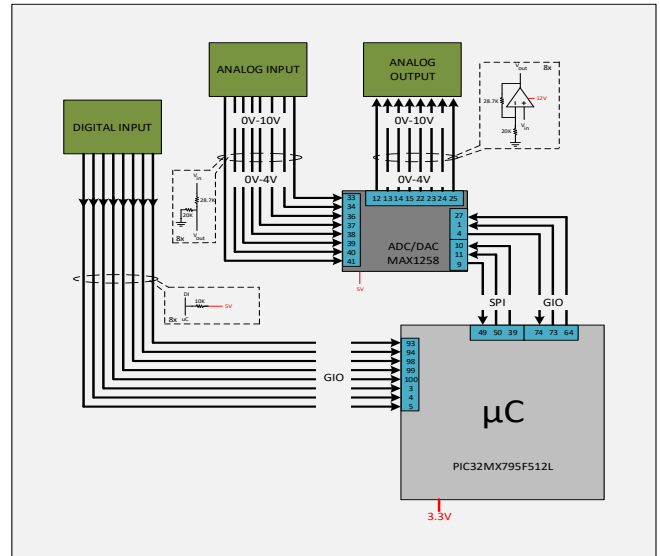 ANALOG INPUT
ANALOG OUTPUT
Vout
8x
28.7K
12V
Vin
20K
DIGITAL INPUT
0V-10V
0V-10V
Vin
28.7K
20K
Vout
8x
0V-4V
0V-4V
12 13 14 15 22 23 24 25
33
34
36
37
38
39
40
41
27
1
4
10
11
9
ADC/DAC
MAX1258
5V
DI
10K
5V
8x
uC
SPI
GIO
49 50 39
74 73 64
93
94
98
99
100
3
4
5
GIO
µC
PIC32MX795F512L
3.3V